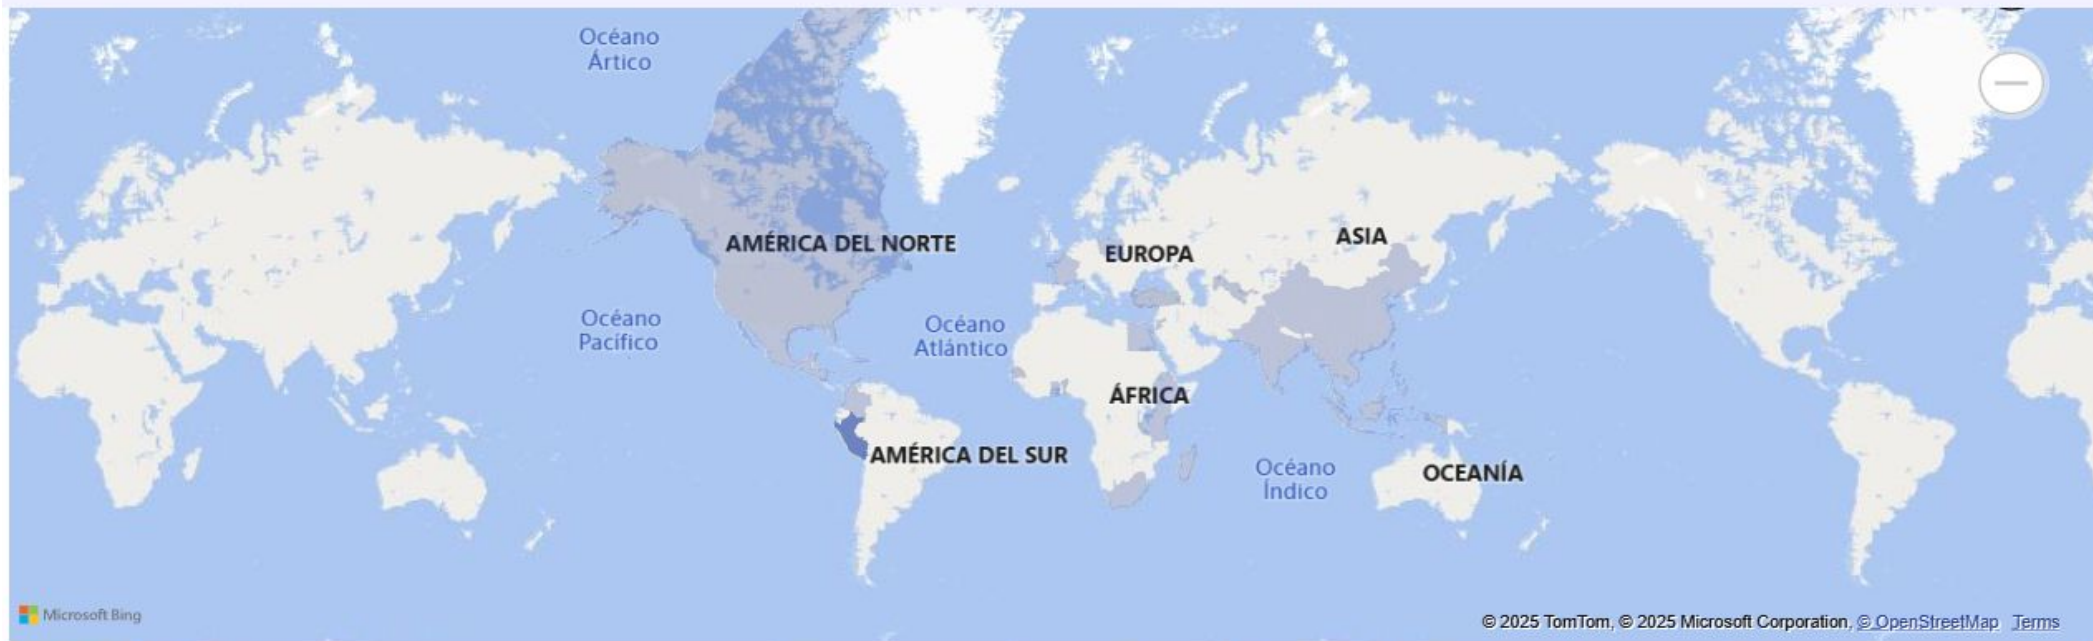 Océano
Ártico
AMÉRICA DEL NORTE
EUROPA
ASIA
Océano
Pacífico
Océano
Atlántico
ÁFRICA
AMÉRICA DEL SUR
Océano
Índico
OCEANÍA
Microsoft Bing
© 2025 TomTom, © 2025 Microsoft Corporation, © OpenStreetMap Terms